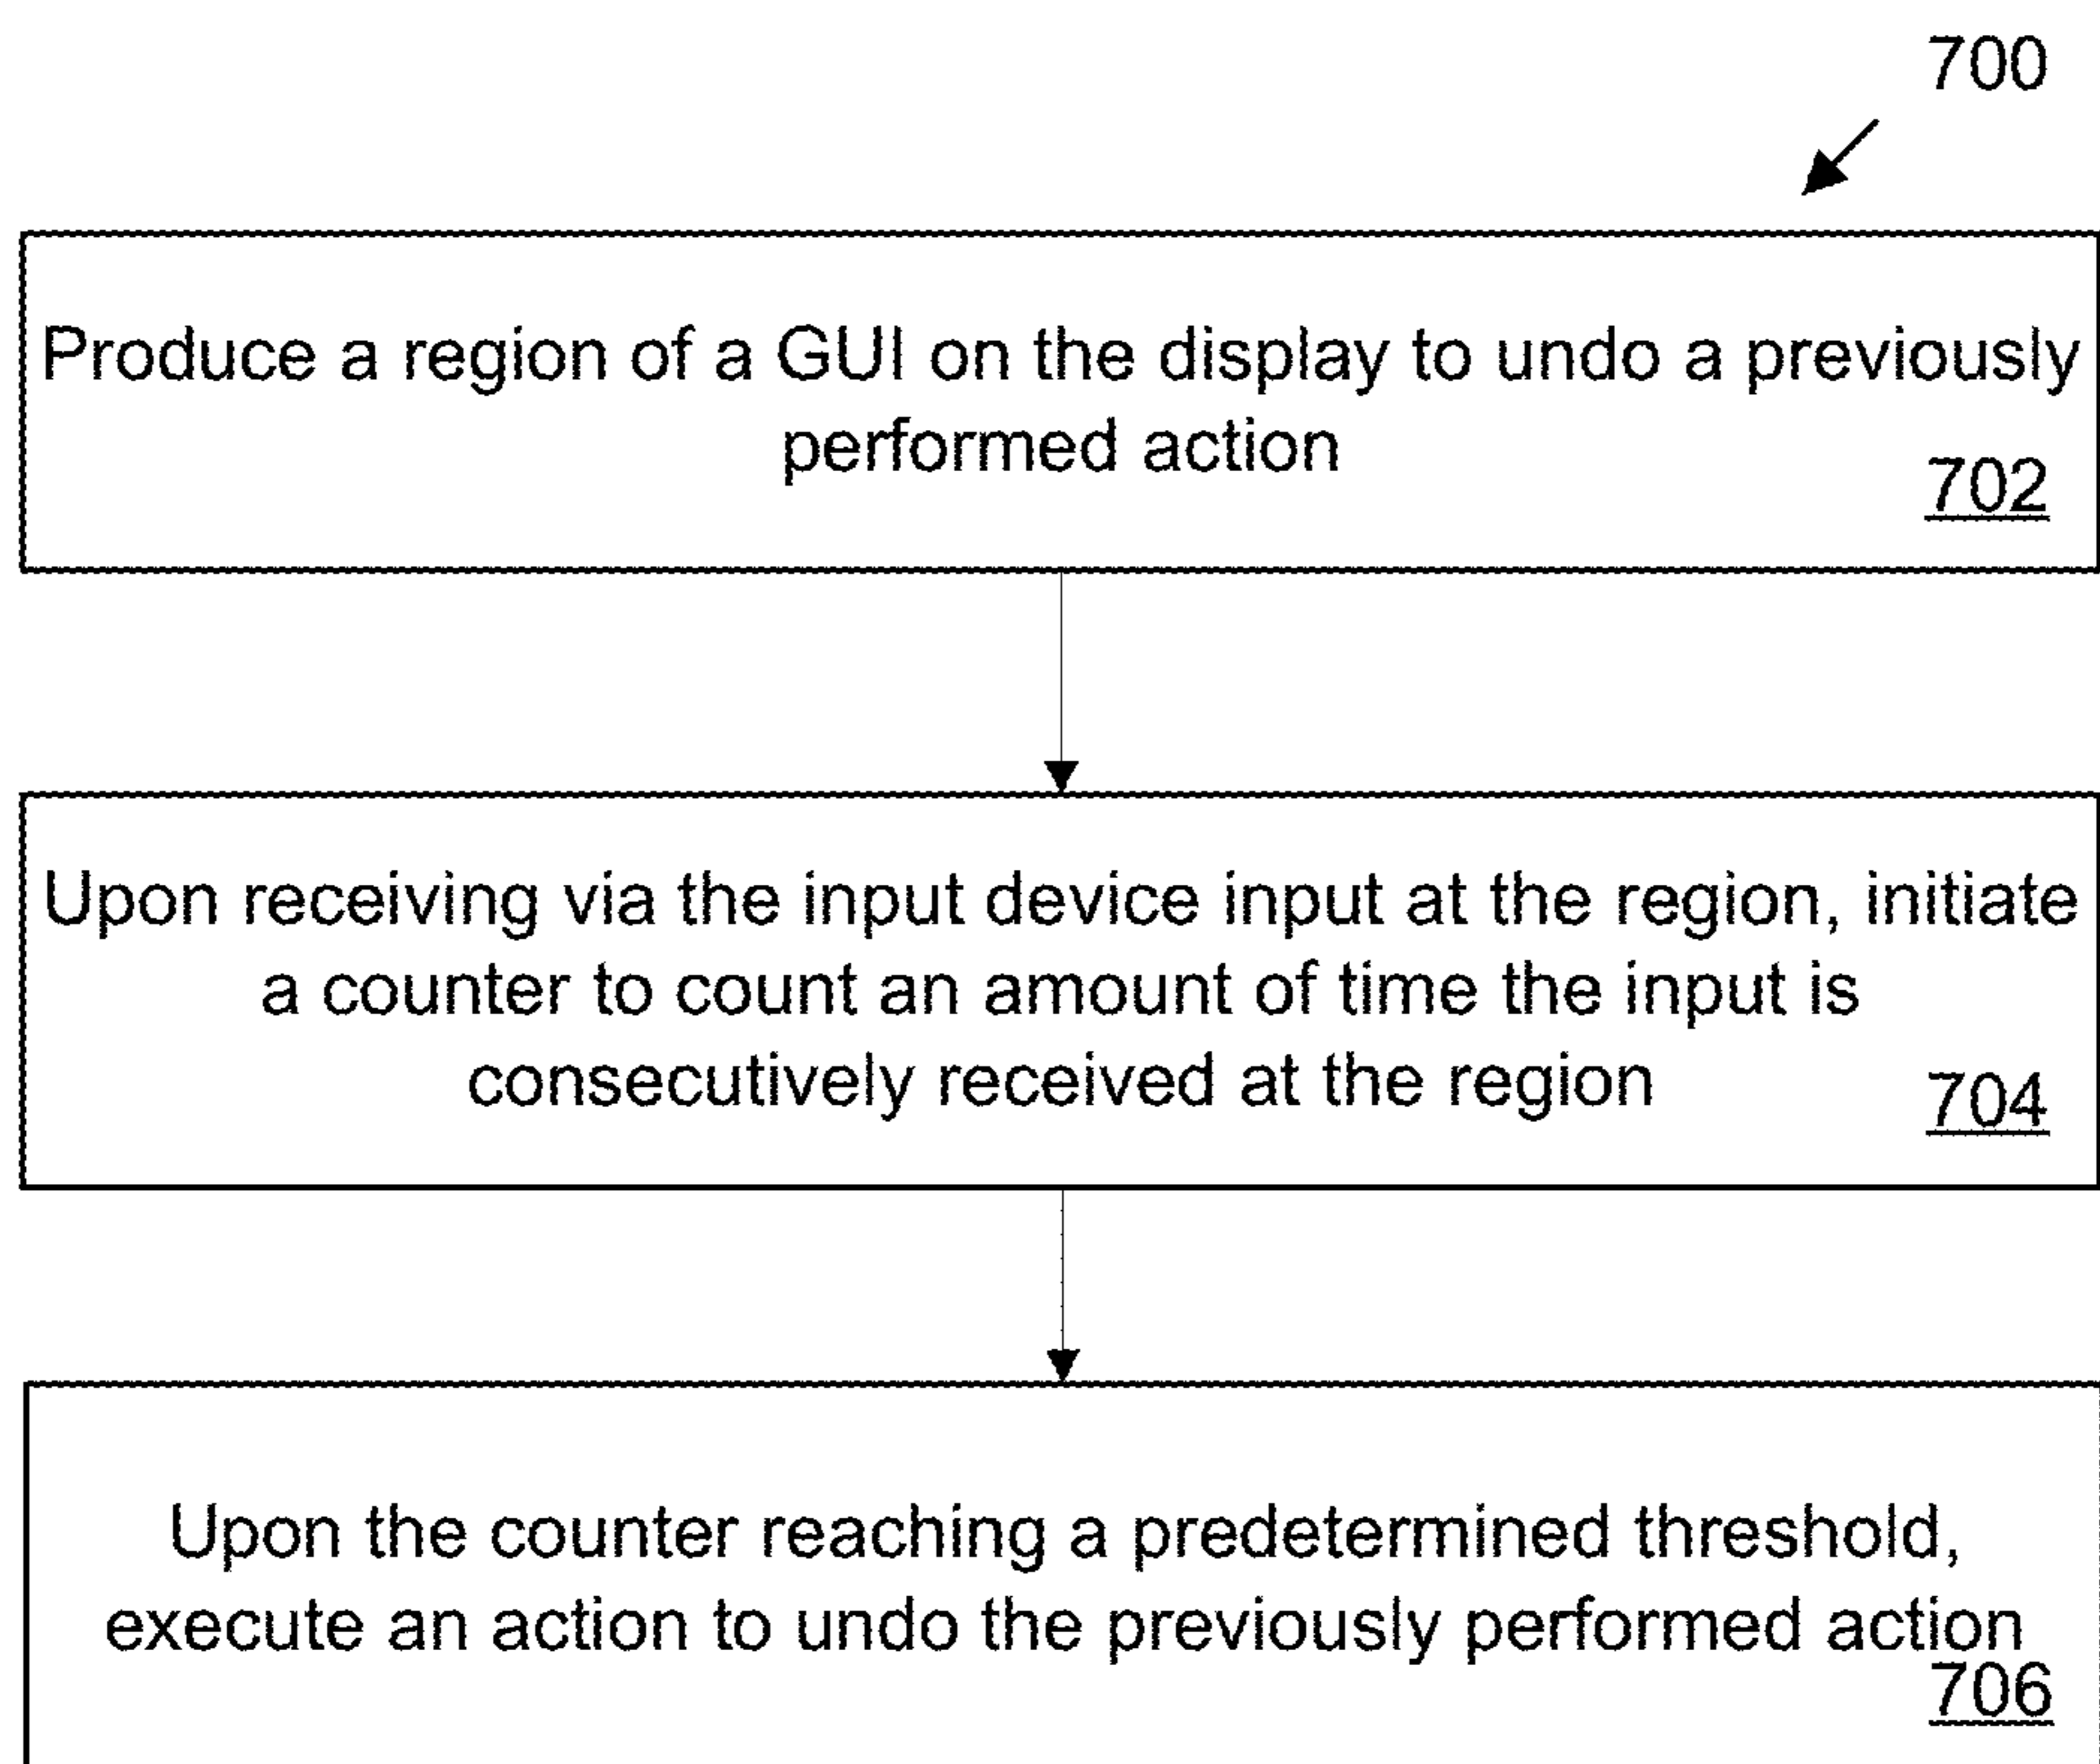 700
Produce a region of a GUI on the display to undo a previously
performed action
702
Upon receiving via the input device input at the region, initiate
a counter to count an amount of time the input is
consecutively received at the region
704
Upon the counter reaching a predetermined threshold,
execute an action to undo the previously performed action
706